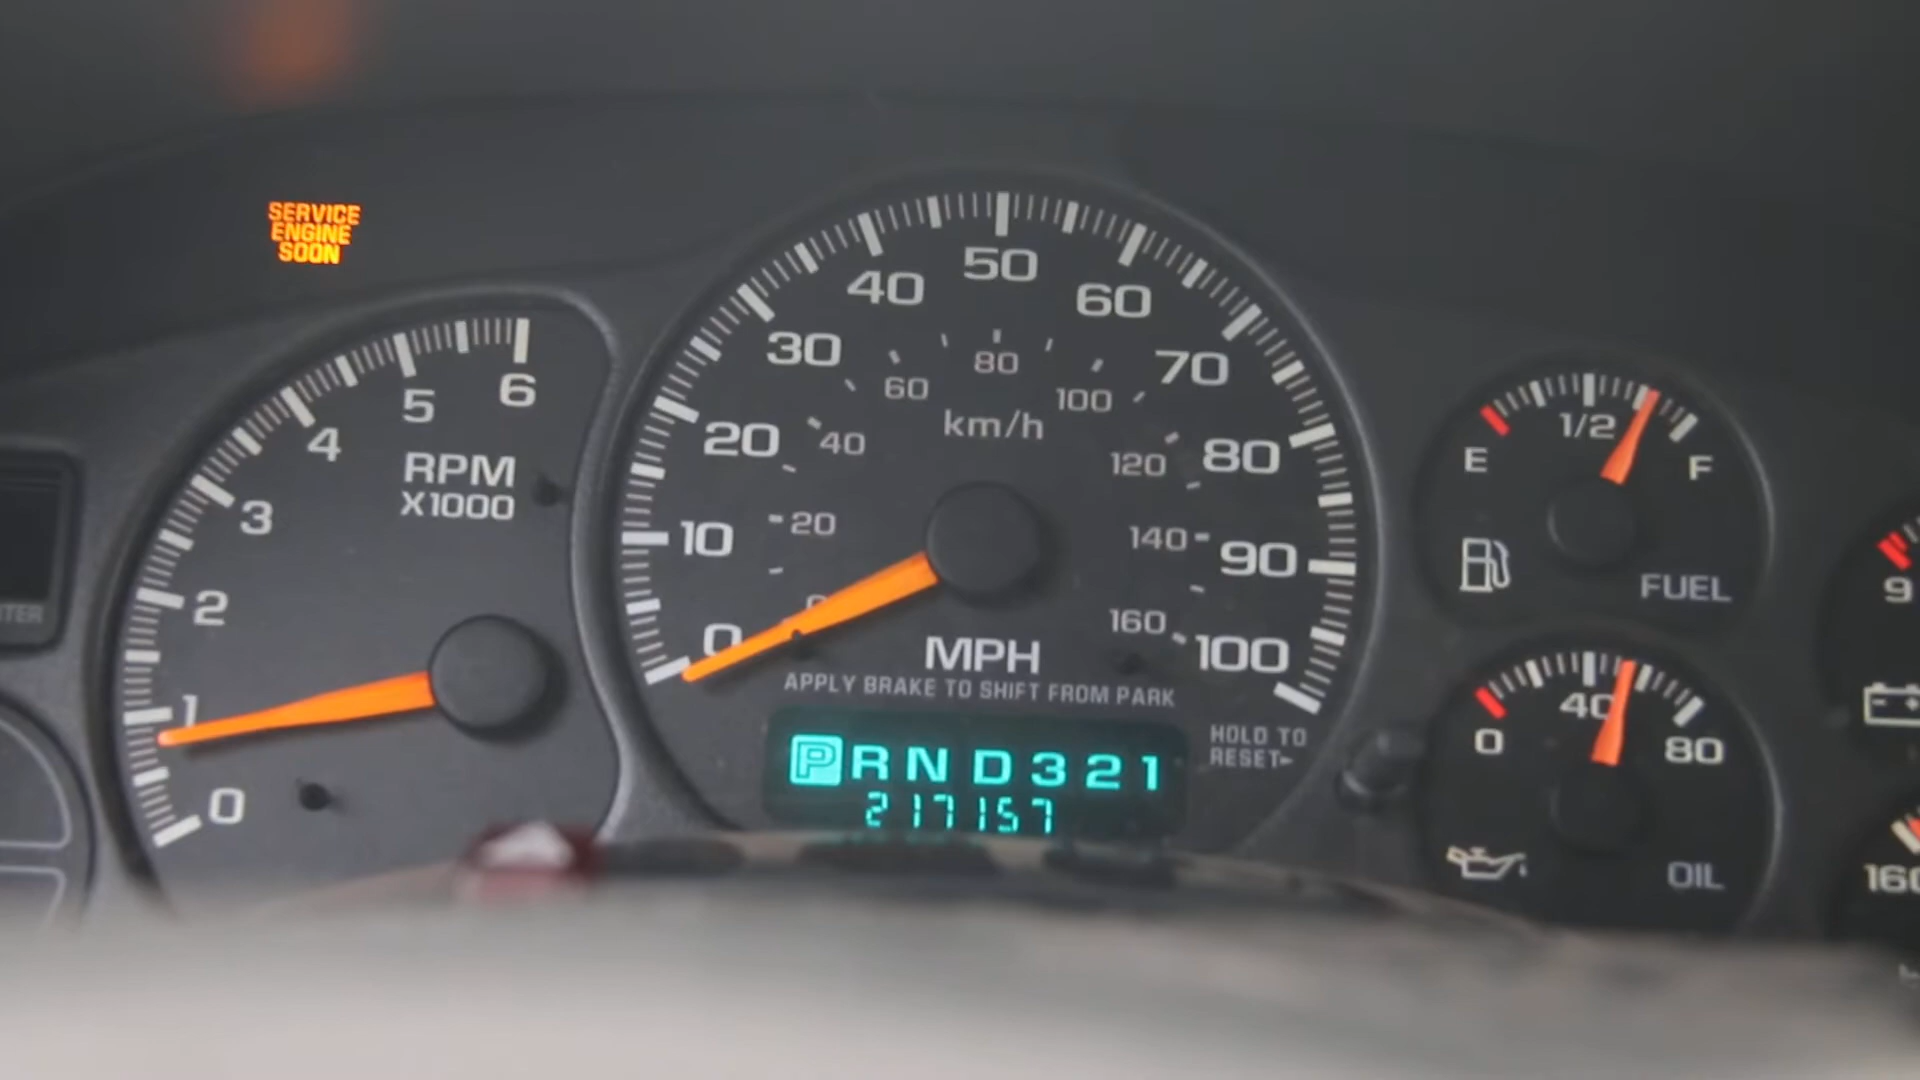 SERVICE
ENGINE
SOON
6
5
4
3
2
1
0
RPM
X1000
0
10
20
30
40
50
60
70
80
90
100
20
40
60
80
100
120
140
160
km/h
MPH
APPLY BRAKE TO SHIFT FROM PARK
PRND321
217157
HOLD TO
RESET
E
1/2
F
FUEL
0
40
80
OIL
9
160